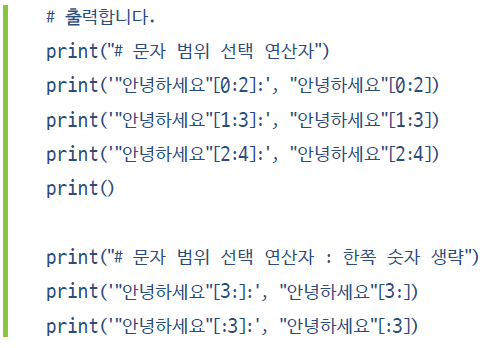 # 출력합니다.
print("# 문자 범위 선택 연산자")
print('"안녕하세요"[0:2]:', "안녕하세요"[0:2])
print('"안녕하세요"[1:3]:', "안녕하세요"[1:3])
print('"안녕하세요"[2:4]:', "안녕하세요"[2:4])
print()
print("# 문자 범위 선택 연산자 : 한쪽 숫자 생략")
print('"안녕하세요"[3:]:', "안녕하세요"[3:])
print('"안녕하세요"[:3]:', "안녕하세요"[:3])